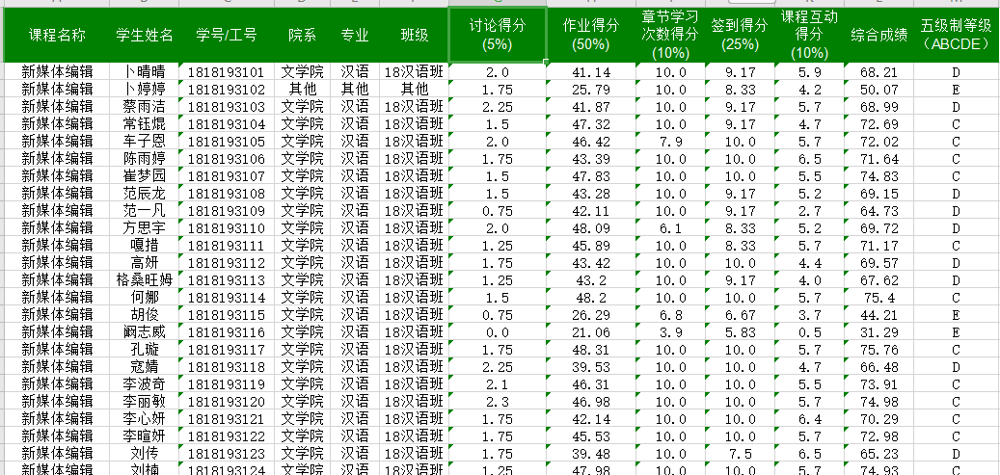 课程名称 学生姓名 学号/工号 院系 专业 班级 讨论得分 (5%) 作业得分 (50%) 章节学习次数得分 (10%) 签到得分 (25%) 课程互动得分 (10%) 综合成绩 五级制等级（ABCDE）
新媒体编辑 卜晴晴 1818193101 文学院 汉语 18汉语班 2.0 41.14 10.0 9.17 5.9 68.21 D
新媒体编辑 卜婷婷 1818193102 其他 其他 其他 1.75 25.79 10.0 8.33 4.2 50.07 E
新媒体编辑 蔡雨洁 1818193103 文学院 汉语 18汉语班 2.25 41.87 10.0 9.17 5.7 68.99 D
新媒体编辑 常钰焜 1818193104 文学院 汉语 18汉语班 1.5 47.32 10.0 9.17 4.7 72.69 C
新媒体编辑 车子恩 1818193105 文学院 汉语 18汉语班 2.0 46.42 7.9 10.0 5.7 72.02 C
新媒体编辑 陈雨婷 1818193106 文学院 汉语 18汉语班 1.75 43.39 10.0 10.0 6.5 71.64 C
新媒体编辑 崔梦园 1818193107 文学院 汉语 18汉语班 1.5 47.83 10.0 10.0 5.5 74.83 C
新媒体编辑 范辰龙 1818193108 文学院 汉语 18汉语班 1.5 43.28 10.0 9.17 5.2 69.15 D
新媒体编辑 范一凡 1818193109 文学院 汉语 18汉语班 0.75 42.11 10.0 9.17 2.7 64.73 D
新媒体编辑 方思宇 1818193110 文学院 汉语 18汉语班 2.0 48.09 6.1 8.33 5.2 69.72 D
新媒体编辑 嘎措 1818193111 文学院 汉语 18汉语班 1.25 45.89 10.0 8.33 5.7 71.17 C
新媒体编辑 高妍 1818193112 文学院 汉语 18汉语班 1.75 43.42 10.0 10.0 4.4 69.57 D
新媒体编辑 格桑旺姆 1818193113 文学院 汉语 18汉语班 1.25 43.2 10.0 9.17 4.0 67.62 D
新媒体编辑 何娜 1818193114 文学院 汉语 18汉语班 1.5 48.2 10.0 10.0 5.7 75.4 C
新媒体编辑 胡俊 1818193115 文学院 汉语 18汉语班 0.75 26.29 6.8 6.67 3.7 44.21 E
新媒体编辑 阚志威 1818193116 文学院 汉语 18汉语班 0.0 21.06 3.9 5.83 0.5 31.29 E
新媒体编辑 孔璇 1818193117 文学院 汉语 18汉语班 1.75 48.31 10.0 10.0 5.7 75.76 C
新媒体编辑 寇婧 1818193118 文学院 汉语 18汉语班 2.25 39.53 10.0 10.0 4.7 66.48 D
新媒体编辑 李波奇 1818193119 文学院 汉语 18汉语班 2.1 46.31 10.0 10.0 5.5 73.91 C
新媒体编辑 李丽敏 1818193120 文学院 汉语 18汉语班 2.3 46.98 10.0 10.0 5.7 74.98 C
新媒体编辑 李心妍 1818193121 文学院 汉语 18汉语班 1.75 42.14 10.0 10.0 6.4 70.29 C
新媒体编辑 李暄妍 1818193122 文学院 汉语 18汉语班 1.75 45.53 10.0 10.0 5.7 72.98 C
新媒体编辑 刘传 1818193123 文学院 汉语 18汉语班 1.75 39.48 10.0 7.5 6.5 65.23 D
新媒体编辑 刘楠 1818193124 文学院 汉语 18汉语班 1.25 47.98 10.0 10.0 5.7 74.93 C